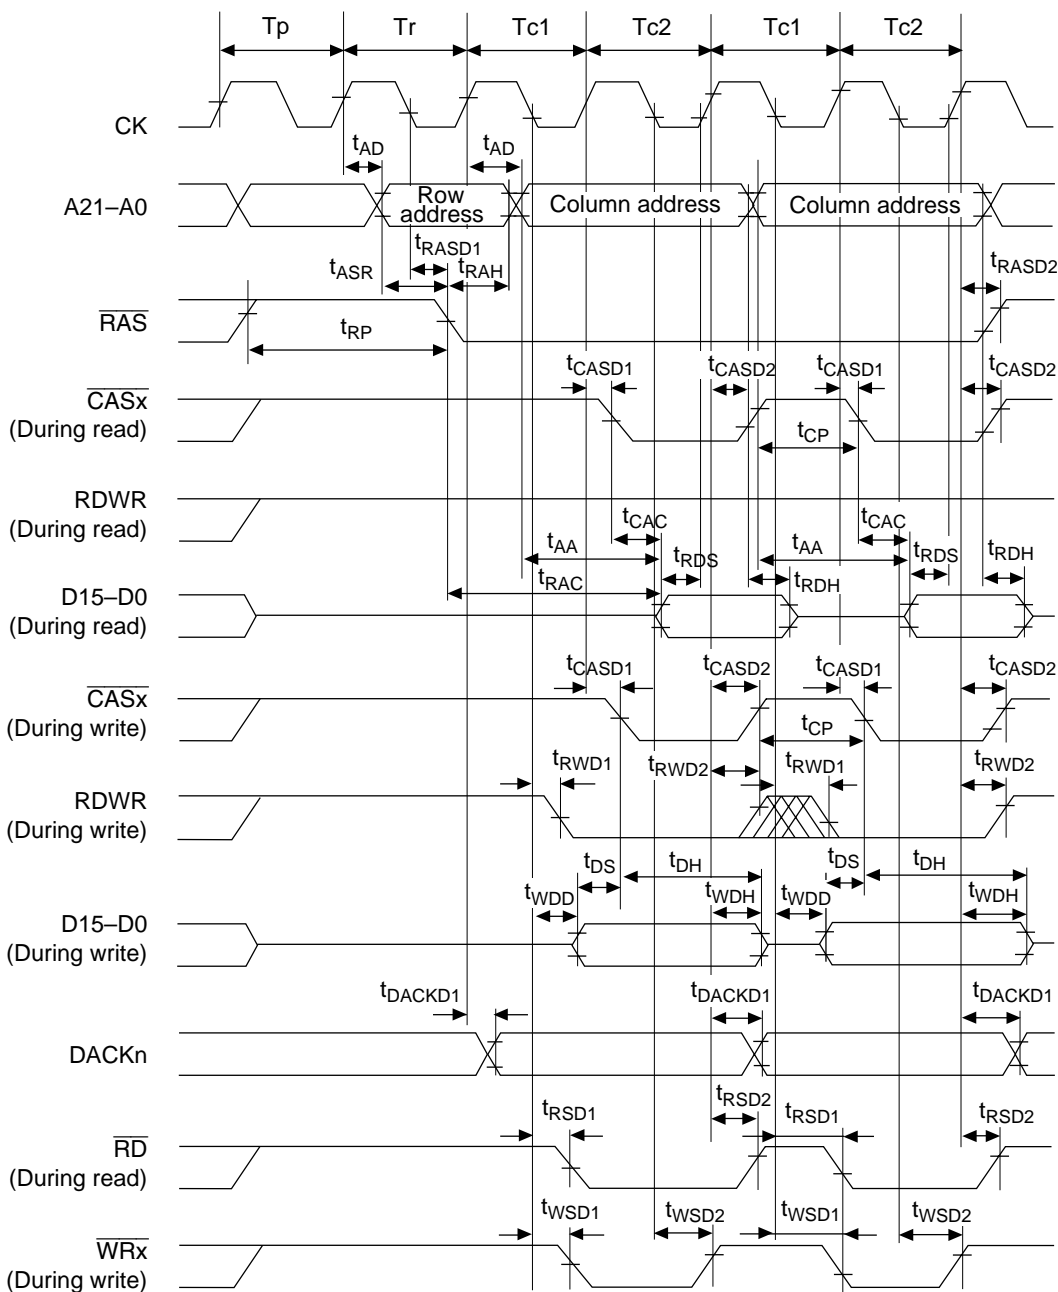 Tp Tr Tc1 Tc2 Tc1 Tc2
CK
tAD tAD
A21–A0
Row address
Column address
Column address
tRASD1
tASR tRAH tRASD2
RAS
tRP
tCASD1 tCASD2 tCASD1 tCASD2
CASx
(During read)
tCP
RDWR
(During read)
tCAC tCAC
tAA tRDS tAA tRDS tRDH
tRAC tRDH
D15–D0
(During read)
tCASD1 tCASD2 tCASD1 tCASD2
CASx
(During write)
tCP
tRWD1 tRWD2 tRWD1 tRWD2
RDWR
(During write)
tDS tDH tDS tDH
tWDD tWDH tWDD tWDH
D15–D0
(During write)
tDACKD1 tDACKD1 tDACKD1
DACKn
tRSD1 tRSD2 tRSD1 tRSD2
RD
(During read)
tWSD1 tWSD2 tWSD1 tWSD2
WRx
(During write)